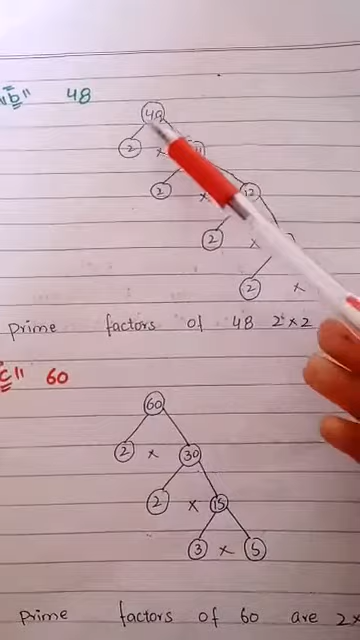 "b" 48
48
2 ×
2 × 12
2 ×
2 ×
prime factors of 48 2×2
"c" 60
60
2 × 30
2 × 15
3 × 5
prime factors of 60 are 2×